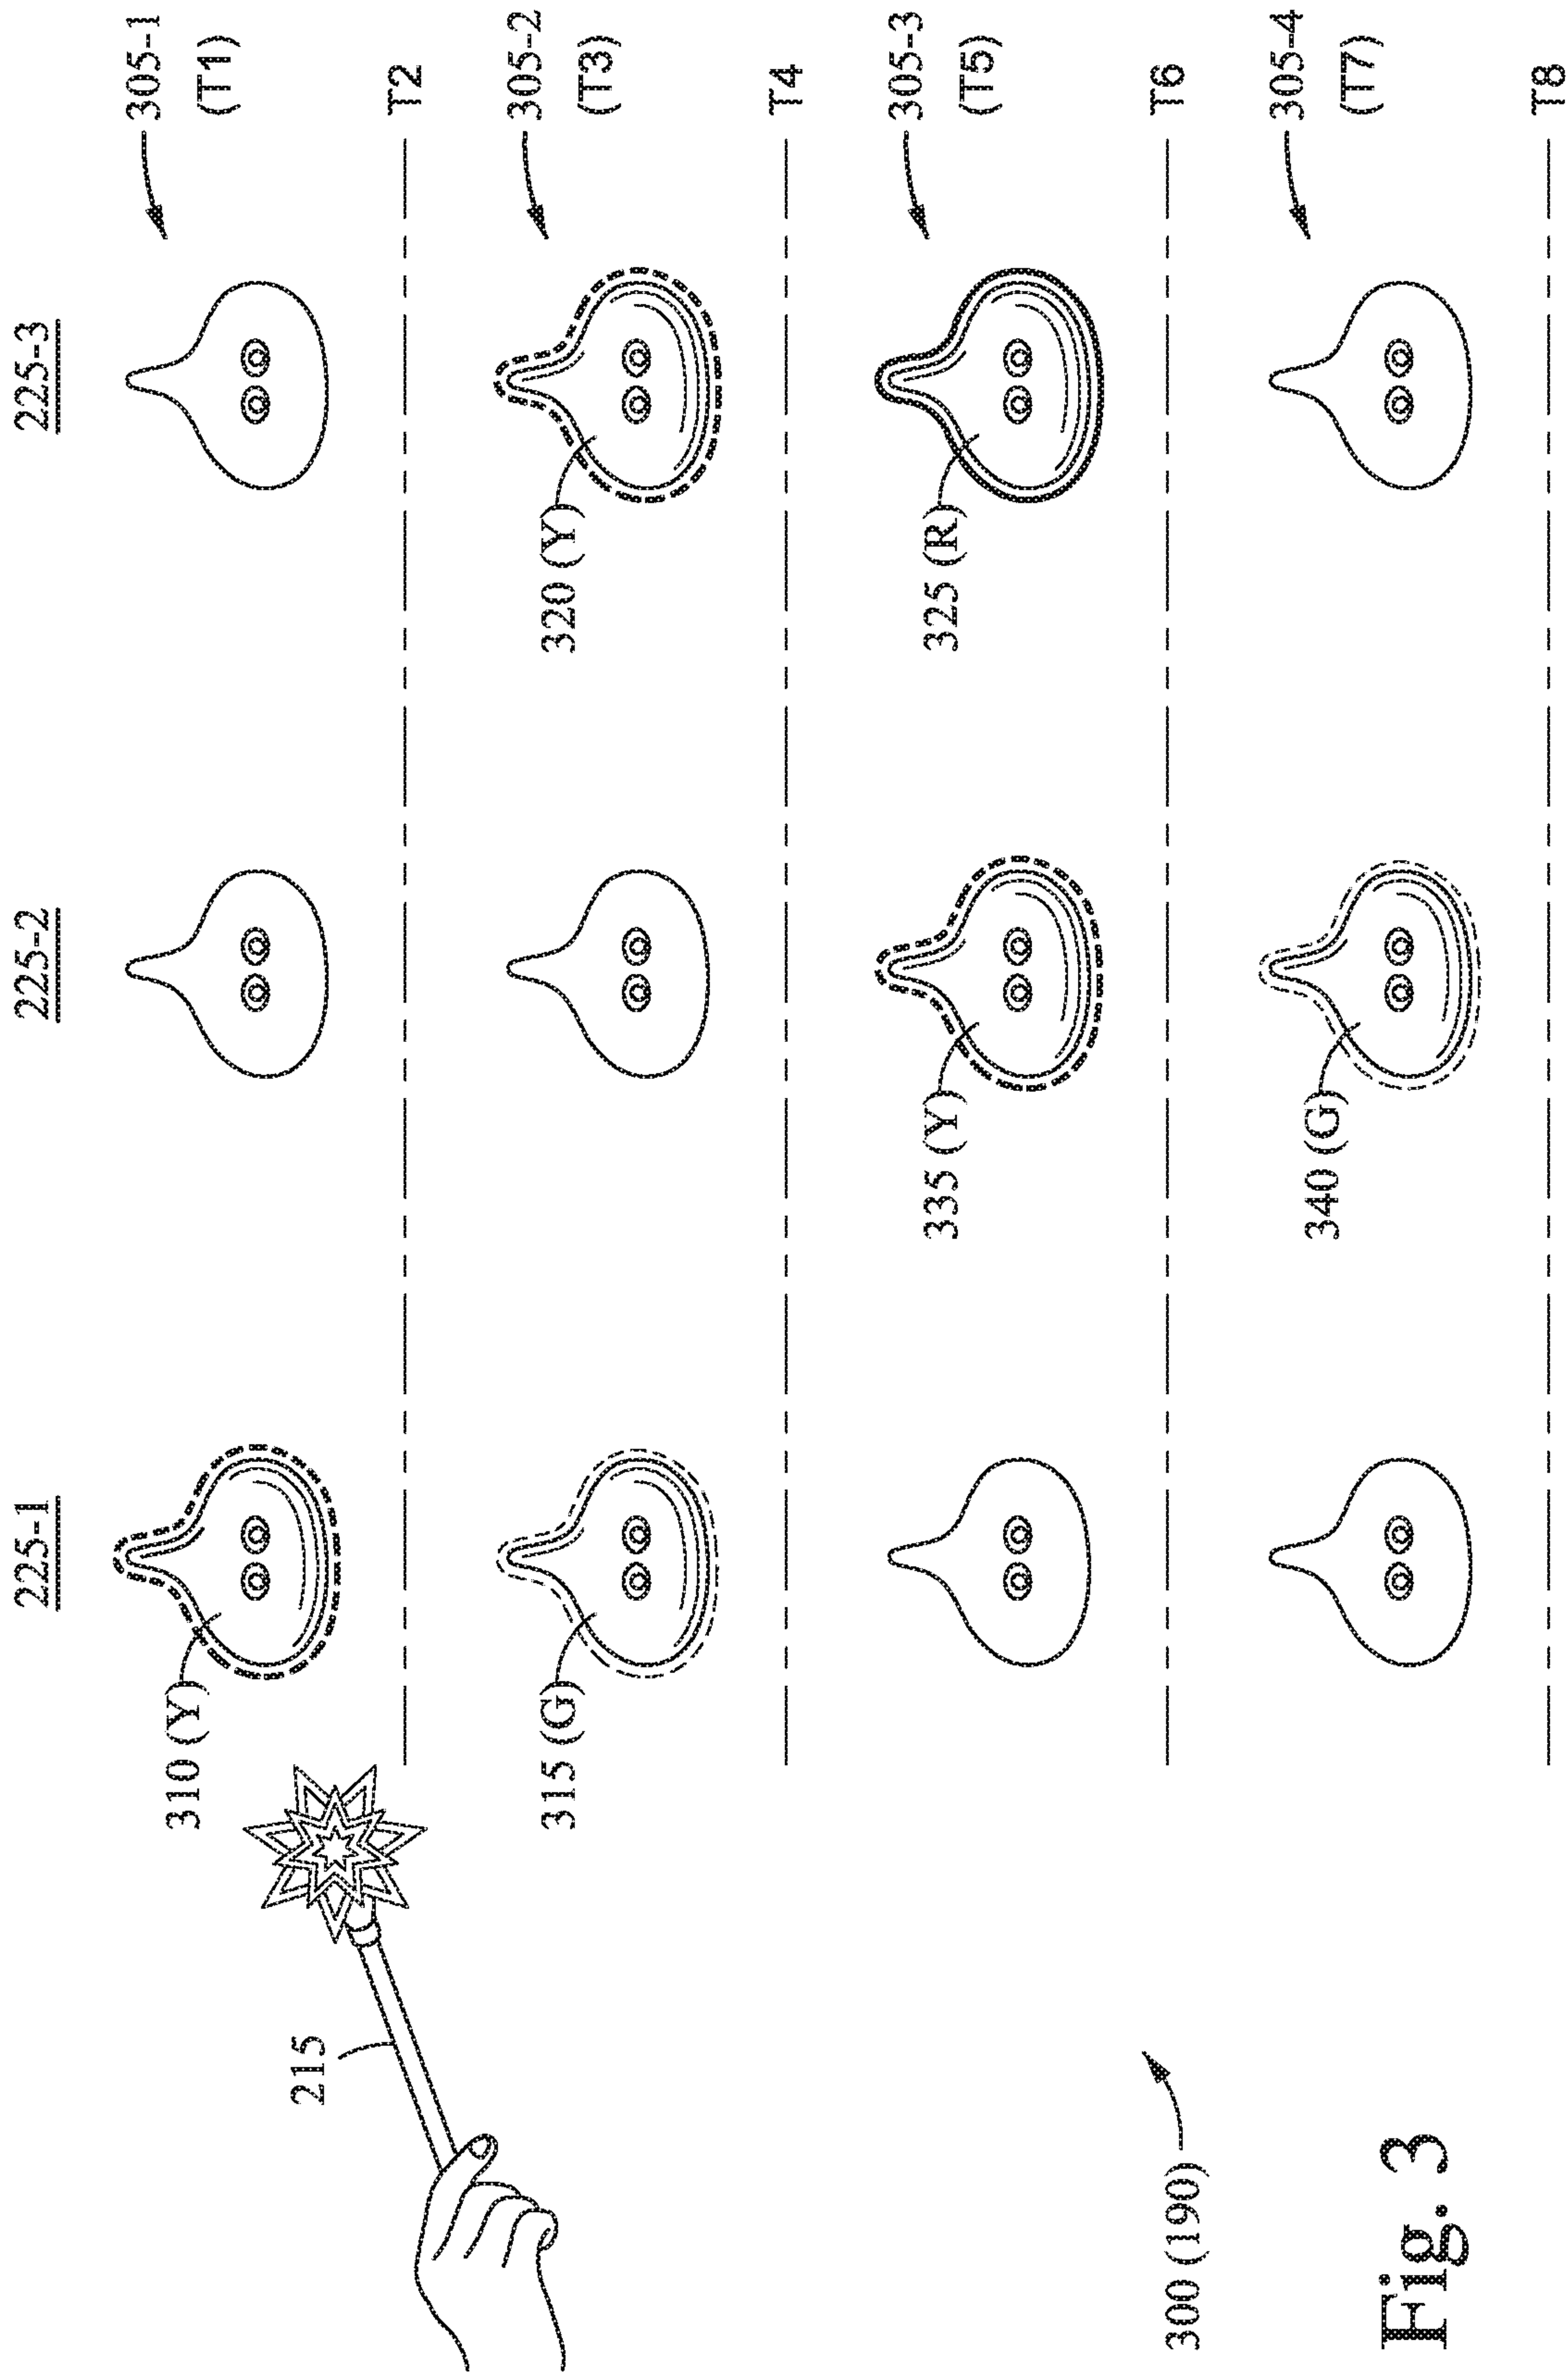 225-1
225-2
225-3
305-1
(T1)
310 (Y)
215
T2
305-2
(T3)
315 (G)
320 (Y)
T4
305-3
(T5)
335 (Y)
325 (R)
T6
305-4
(T7)
340 (G)
T8
300 (190)
Fig. 3